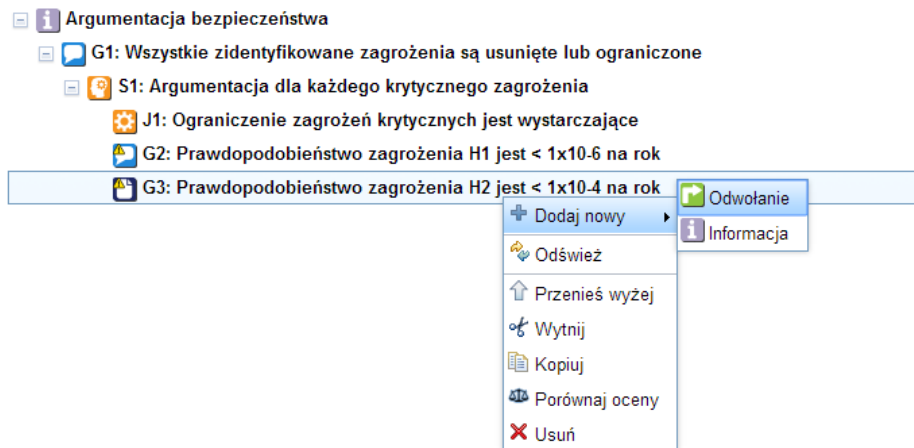 Argumentacja bezpieczeństwa
G1: Wszystkie zidentyfikowane zagrożenia są usunięte lub ograniczone
S1: Argumentacja dla każdego krytycznego zagrożenia
J1: Ograniczenie zagrożeń krytycznych jest wystarczające
G2: Prawdopodobieństwo zagrożenia H1 jest < 1x10-6 na rok
G3: Prawdopodobieństwo zagrożenia H2 jest < 1x10-4 na rok
Dodaj nowy
Odwołanie
Informacja
Odśwież
Przenieś wyżej
Wytnij
Kopiuj
Porównaj oceny
Usuń